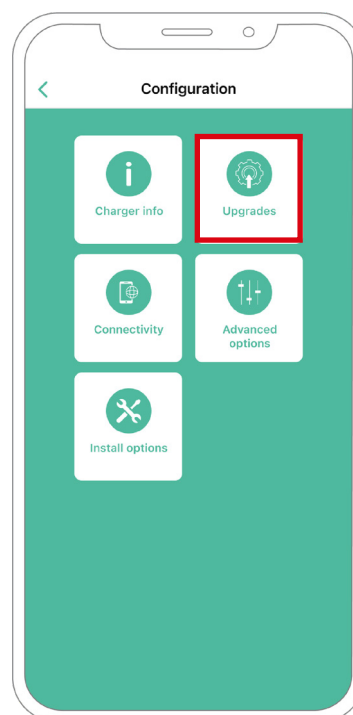 Configuration
Charger info
Upgrades
Connectivity
Advanced
options
Install options